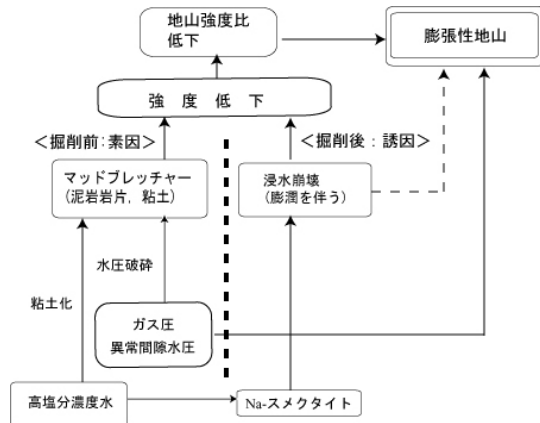 地山強度比
低下
膨張性地山
強 度 低 下
＜掘削前:素因＞
＜掘削後：誘因＞
マッドブレッチャー
(泥岩岩片，粘土)
浸水崩壊
(膨潤を伴う)
水圧破砕
粘土化
ガス圧
異常間隙水圧
高塩分濃度水
Na-スメクタイト